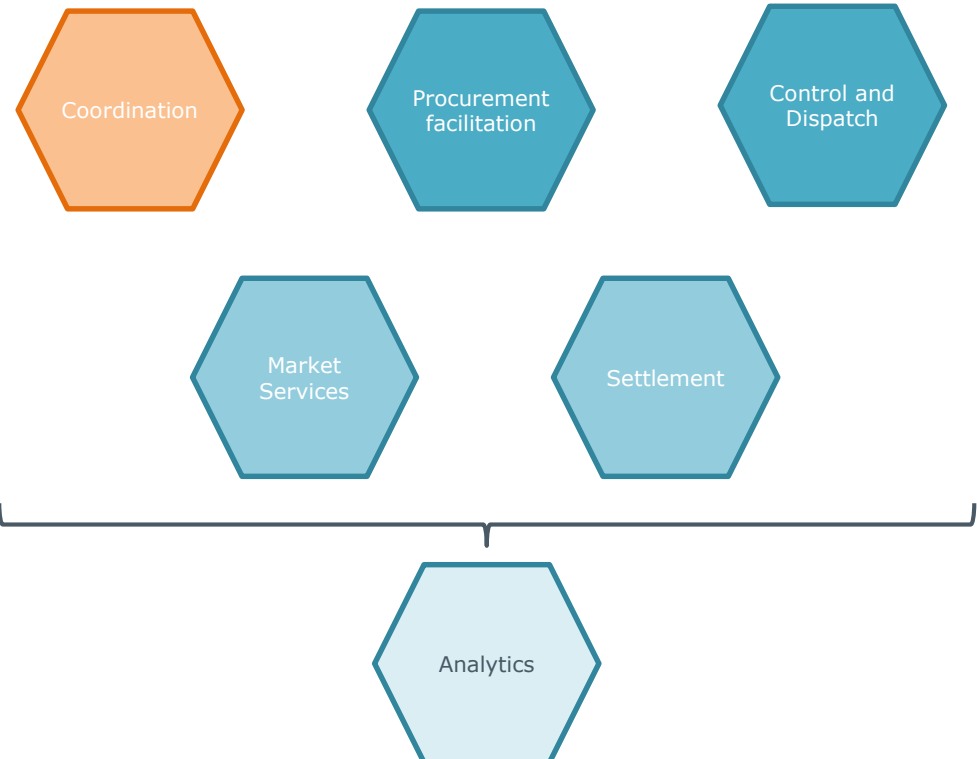 Coordination
Procurement
facilitation
Control and
Dispatch
Market
Services
Settlement
Analytics